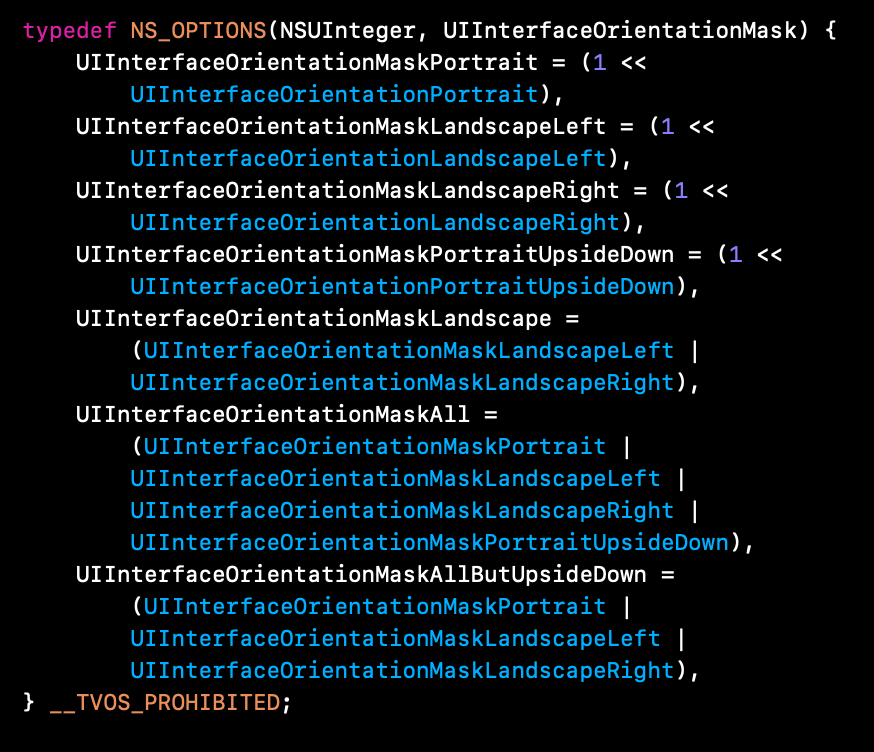 typedef NS_OPTIONS(NSUInteger, UIInterfaceOrientationMask) {
    UIInterfaceOrientationMaskPortrait = (1 <<
        UIInterfaceOrientationPortrait),
    UIInterfaceOrientationMaskLandscapeLeft = (1 <<
        UIInterfaceOrientationLandscapeLeft),
    UIInterfaceOrientationMaskLandscapeRight = (1 <<
        UIInterfaceOrientationLandscapeRight),
    UIInterfaceOrientationMaskPortraitUpsideDown = (1 <<
        UIInterfaceOrientationPortraitUpsideDown),
    UIInterfaceOrientationMaskLandscape =
        (UIInterfaceOrientationMaskLandscapeLeft |
        UIInterfaceOrientationMaskLandscapeRight),
    UIInterfaceOrientationMaskAll =
        (UIInterfaceOrientationMaskPortrait |
        UIInterfaceOrientationMaskLandscapeLeft |
        UIInterfaceOrientationMaskLandscapeRight |
        UIInterfaceOrientationMaskPortraitUpsideDown),
    UIInterfaceOrientationMaskAllButUpsideDown =
        (UIInterfaceOrientationMaskPortrait |
        UIInterfaceOrientationMaskLandscapeLeft |
        UIInterfaceOrientationMaskLandscapeRight),
} __TVOS_PROHIBITED;